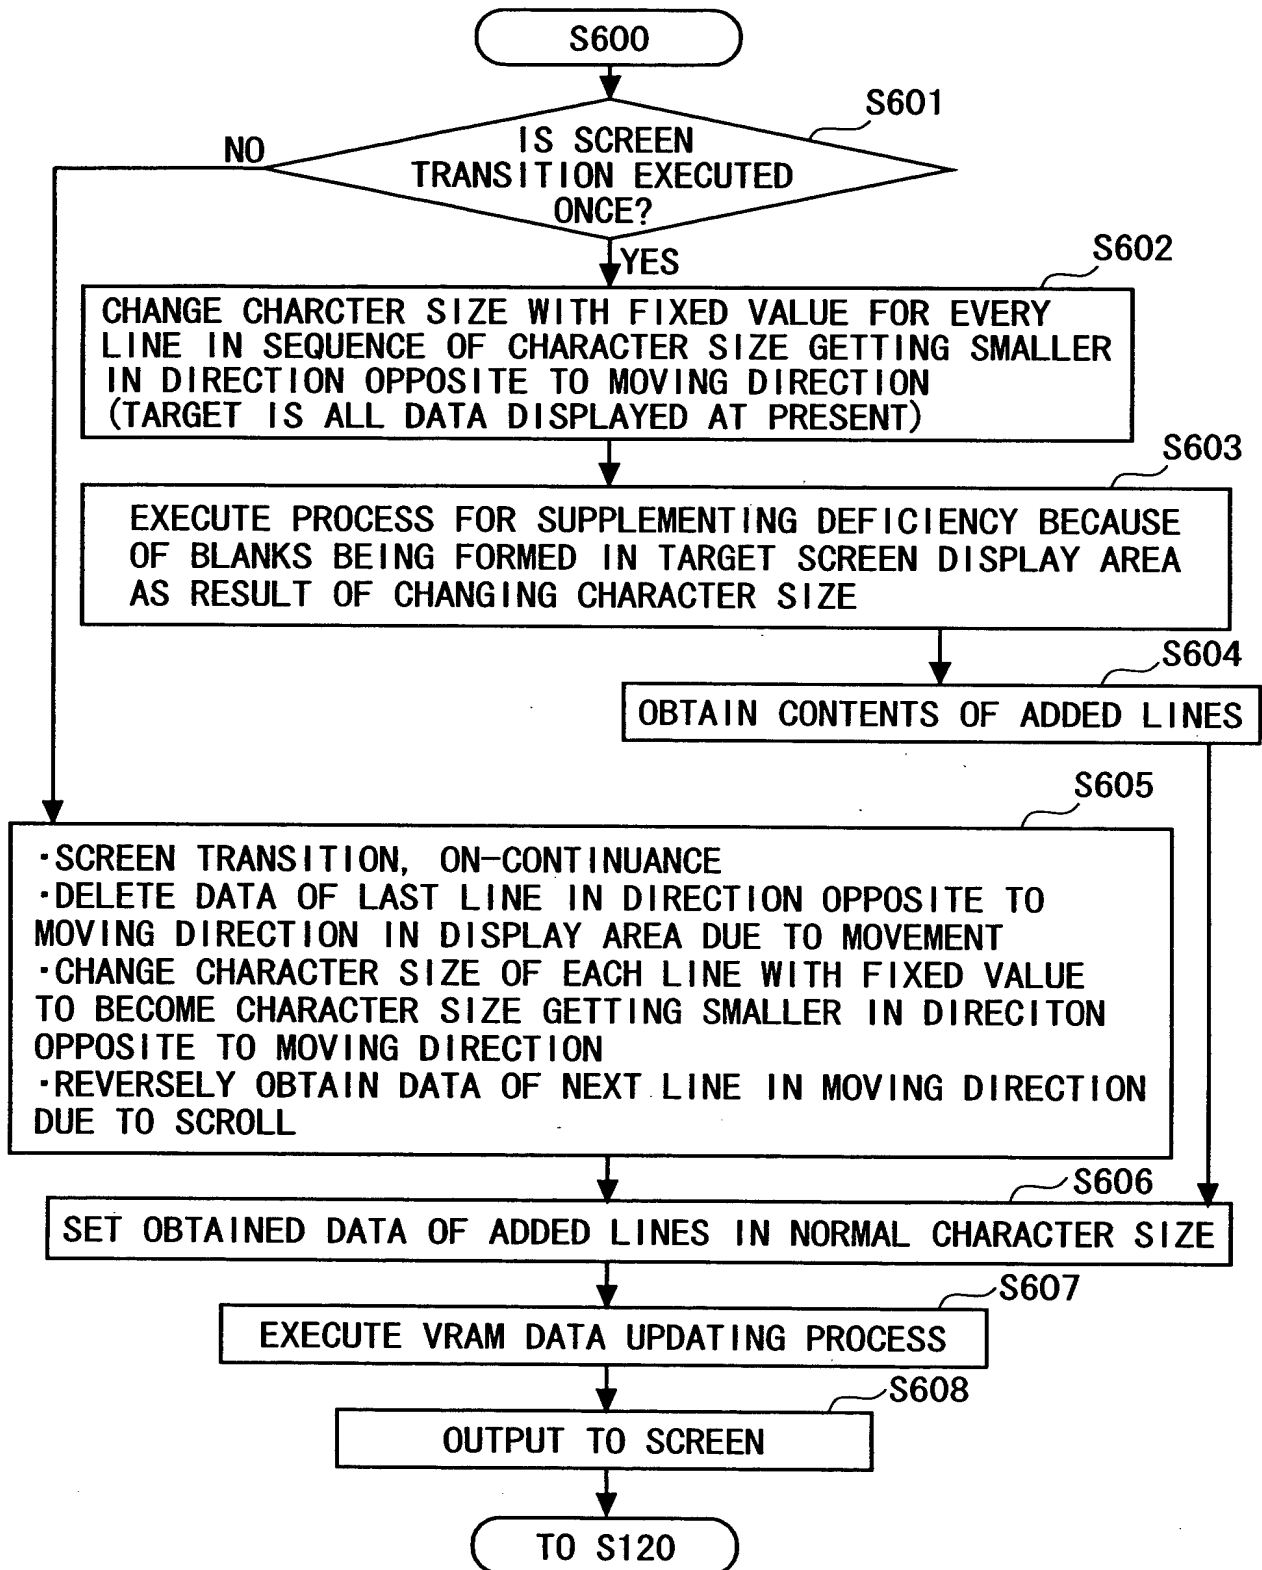 S600
S601
IS SCREEN
TRANSITION EXECUTED
ONCE?
NO
YES
S602
CHANGE CHARCTER SIZE WITH FIXED VALUE FOR EVERY
LINE IN SEQUENCE OF CHARACTER SIZE GETTING SMALLER
IN DIRECTION OPPOSITE TO MOVING DIRECTION
(TARGET IS ALL DATA DISPLAYED AT PRESENT)
S603
EXECUTE PROCESS FOR SUPPLEMENTING DEFICIENCY BECAUSE
OF BLANKS BEING FORMED IN TARGET SCREEN DISPLAY AREA
AS RESULT OF CHANGING CHARACTER SIZE
S604
OBTAIN CONTENTS OF ADDED LINES
S605
·SCREEN TRANSITION, ON-CONTINUANCE
·DELETE DATA OF LAST LINE IN DIRECTION OPPOSITE TO
MOVING DIRECTION IN DISPLAY AREA DUE TO MOVEMENT
·CHANGE CHARACTER SIZE OF EACH LINE WITH FIXED VALUE
TO BECOME CHARACTER SIZE GETTING SMALLER IN DIRECITON
OPPOSITE TO MOVING DIRECTION
·REVERSELY OBTAIN DATA OF NEXT LINE IN MOVING DIRECTION
DUE TO SCROLL
S606
SET OBTAINED DATA OF ADDED LINES IN NORMAL CHARACTER SIZE
S607
EXECUTE VRAM DATA UPDATING PROCESS
S608
OUTPUT TO SCREEN
TO S120